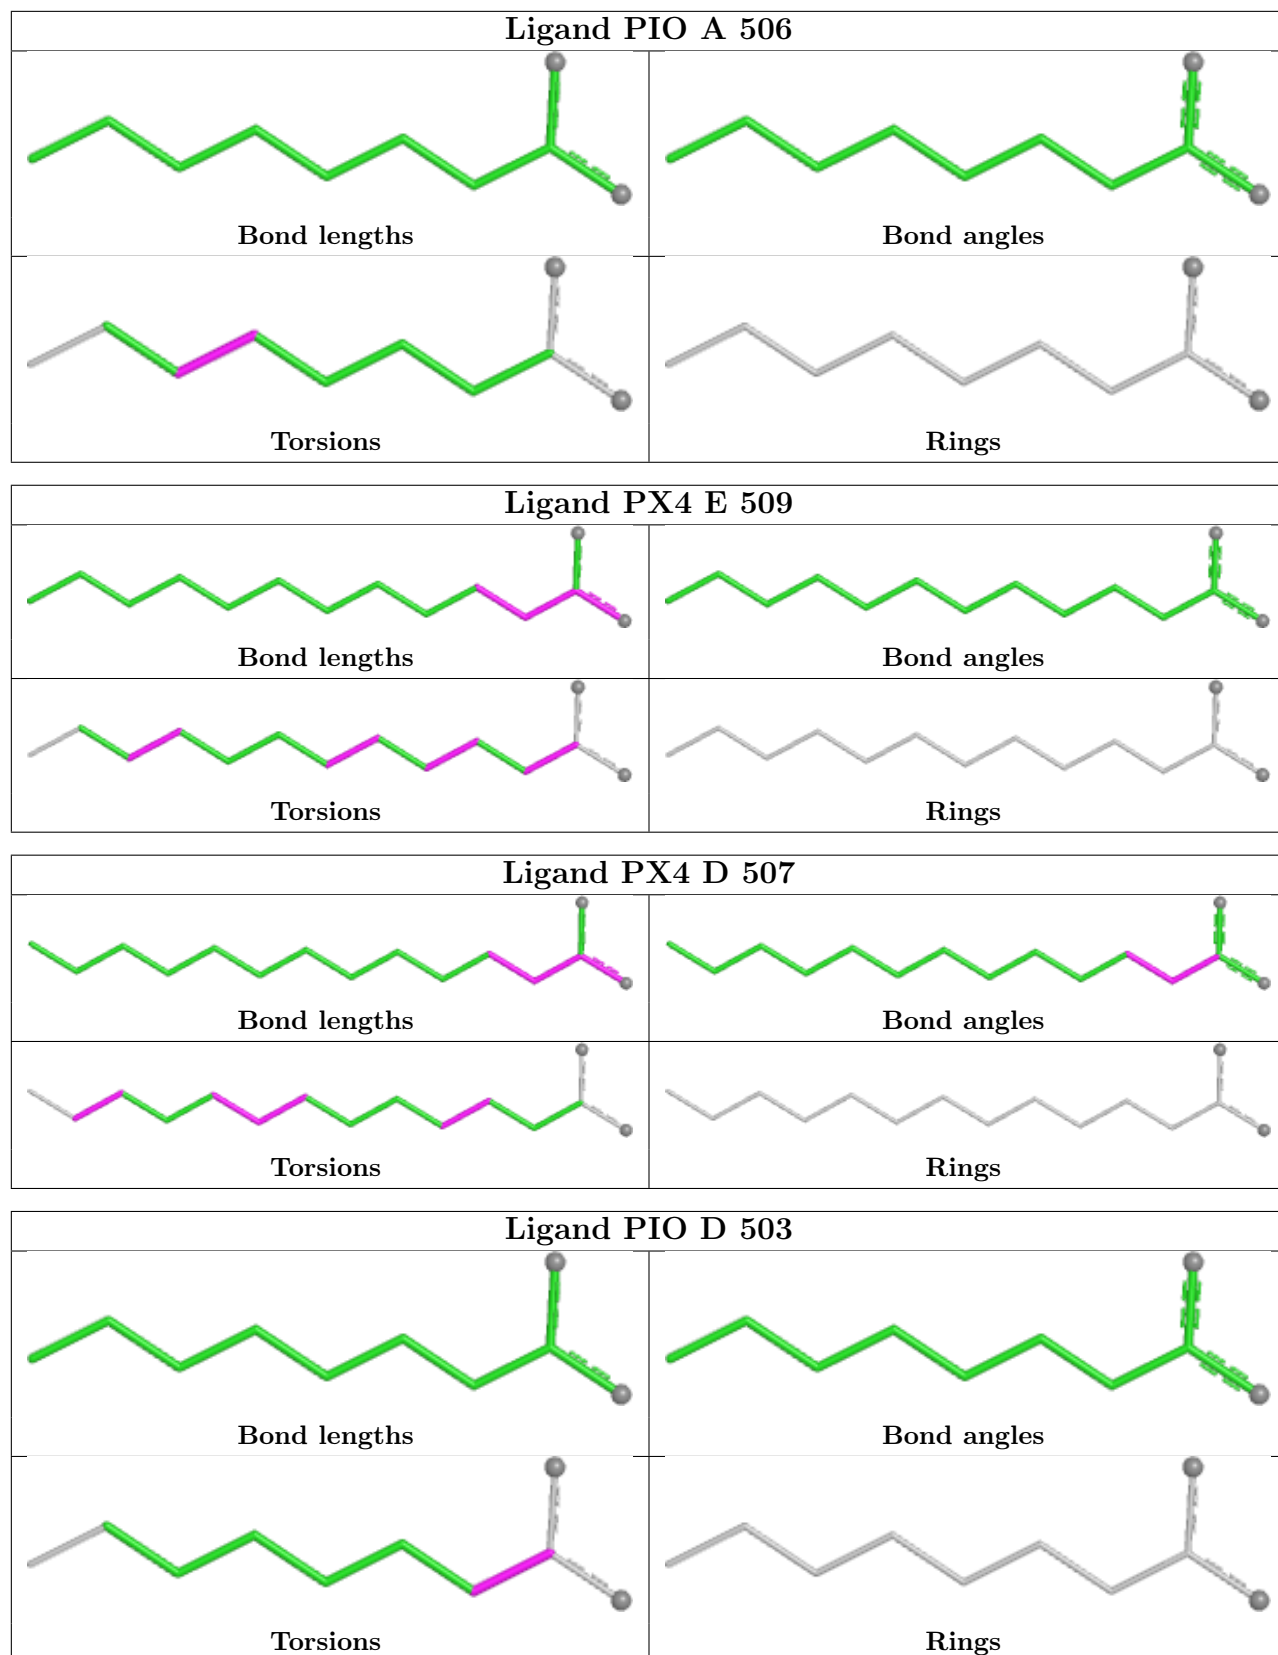 Ligand PIO A 506
Bond lengths
Bond angles
Torsions
Rings
Ligand PX4 E 509
Bond lengths
Bond angles
Torsions
Rings
Ligand PX4 D 507
Bond lengths
Bond angles
Torsions
Rings
Ligand PIO D 503
Bond lengths
Bond angles
Torsions
Rings